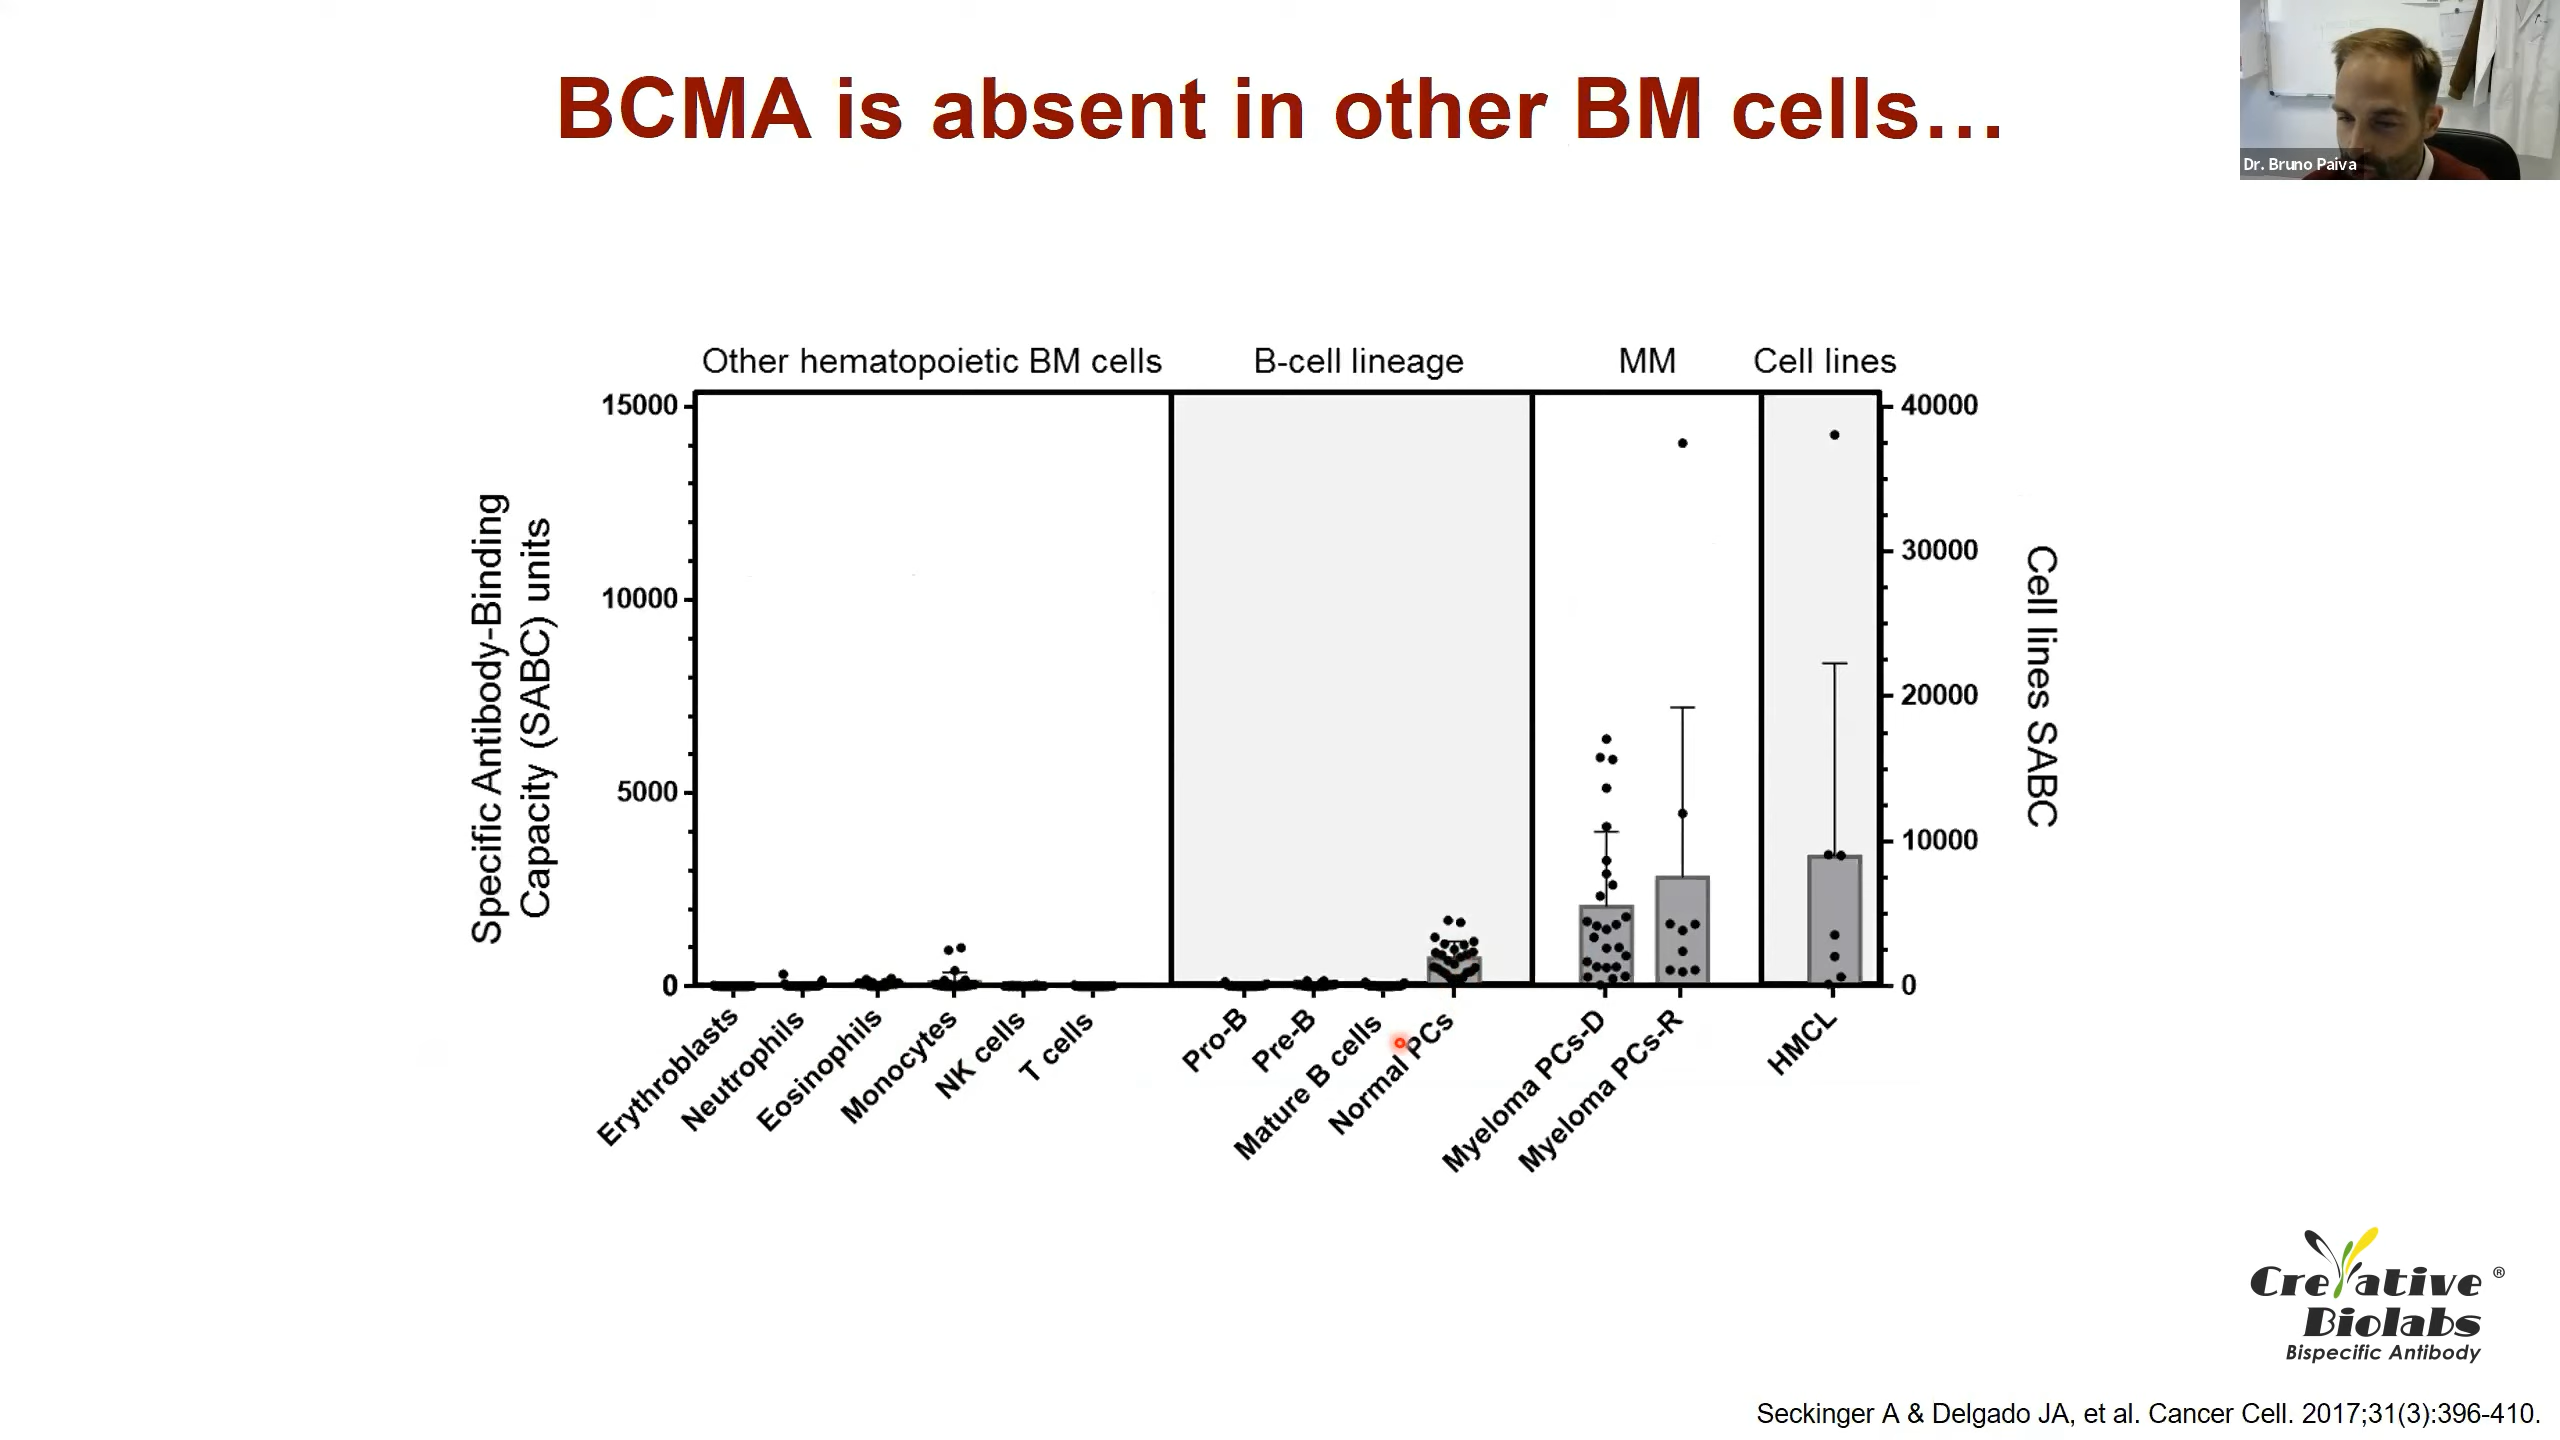 BCMA is absent in other BM cells…
Dr. Bruno Paiva
Other hematopoietic BM cells
B-cell lineage
MM
Cell lines
Specific Antibody-Binding
Capacity (SABC) units
15000
10000
5000
0
40000
30000
20000
10000
0
Cell lines SABC
Erythroblasts
Neutrophils
Eosinophils
Monocytes
NK cells
T cells
Pro-B
Pre-B
Mature B cells
Normal PCs
Myeloma PCs-D
Myeloma PCs-R
HMCL
Creative ®
Biolabs
Bispecific Antibody
Seckinger A & Delgado JA, et al. Cancer Cell. 2017;31(3):396-410.